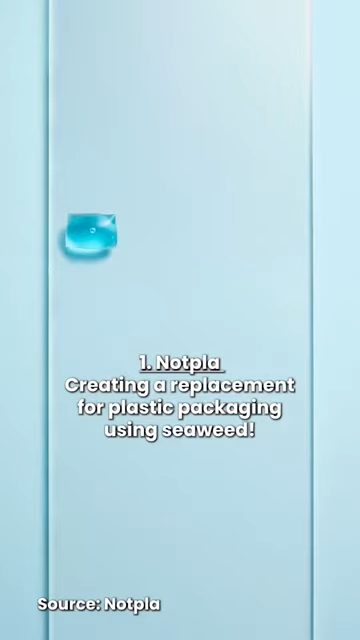 1. Notpla
Creating a replacement
for plastic packaging
using seaweed!
Source: Notpla